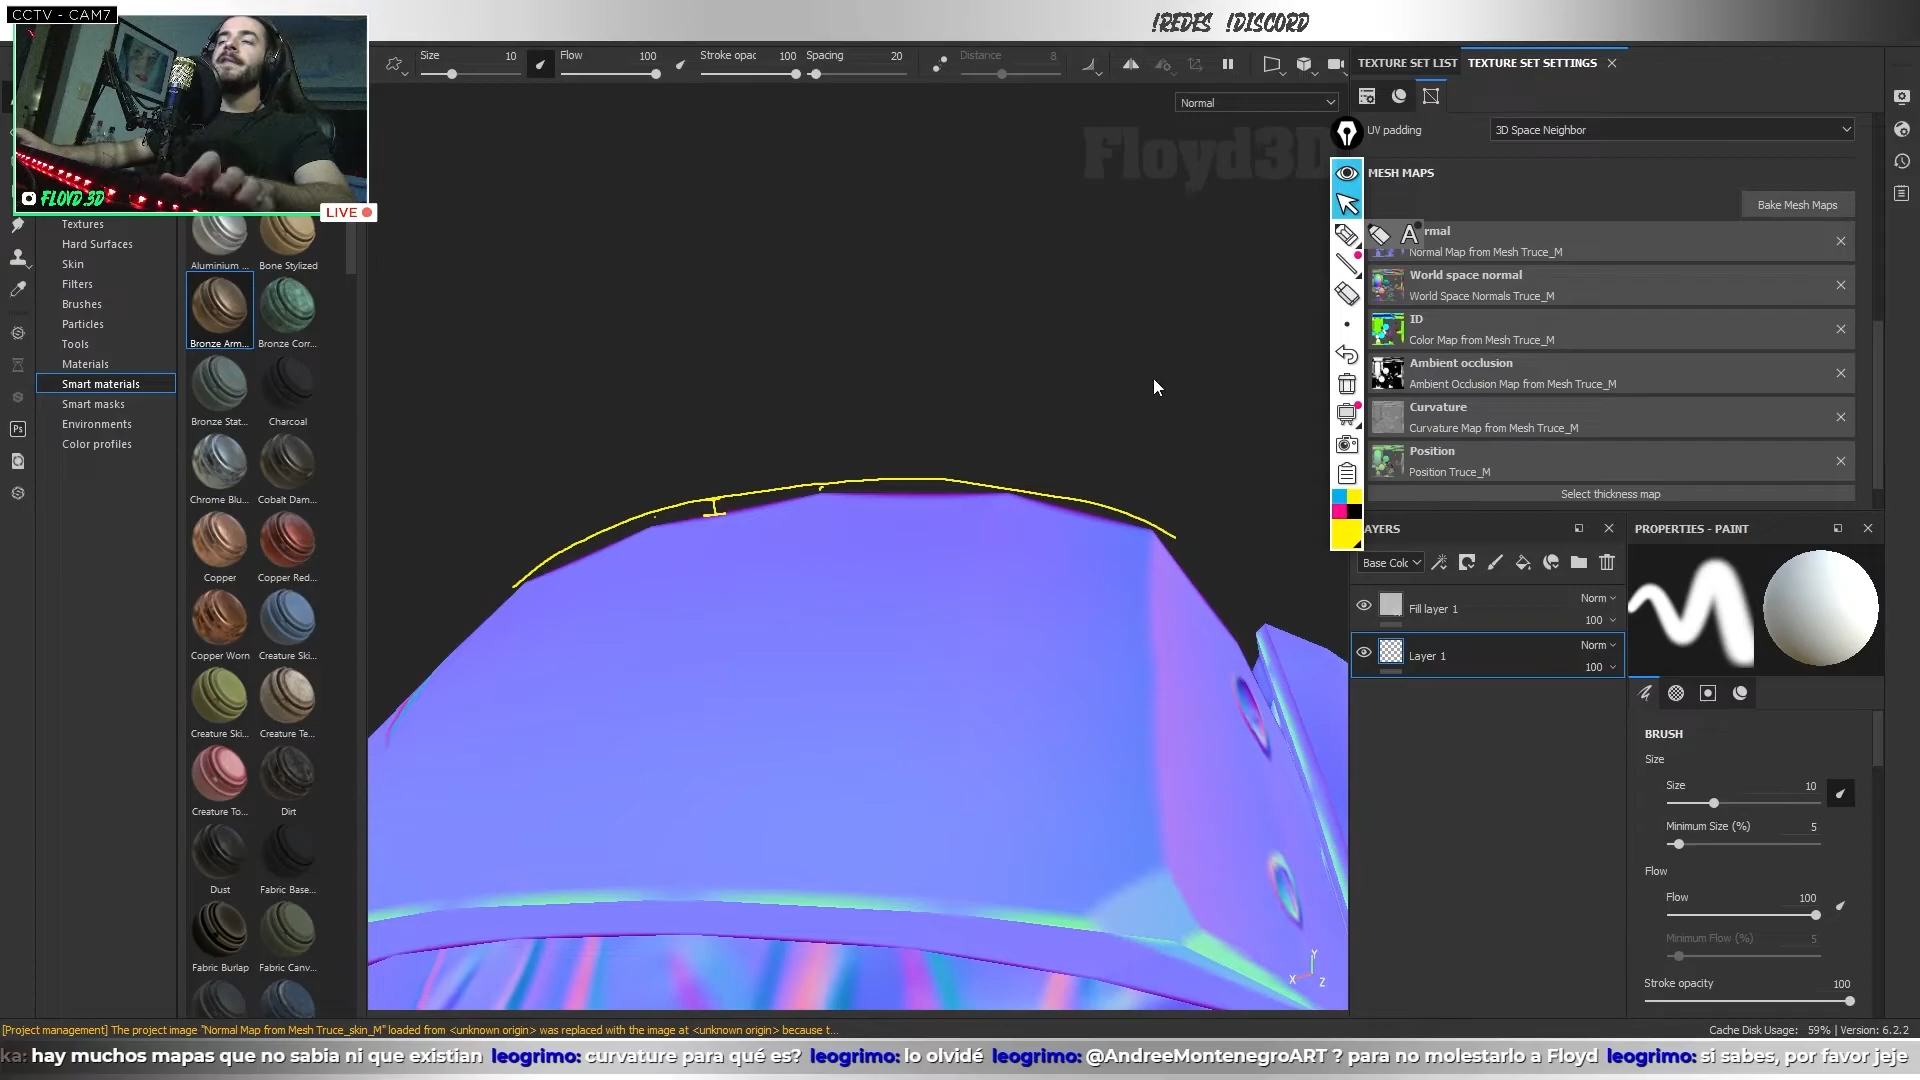 CCTV - CAM7
FLOYD.3D
LIVE
!REDES !DISCORD
Size 10
Flow 100
Stroke opac 100
Spacing 20
Distance 8
Normal
Floyd3D
TEXTURE SET LIST
TEXTURE SET SETTINGS
UV padding
3D Space Neighbor
MESH MAPS
Bake Mesh Maps
A
rmal
Normal Map from Mesh Truce_M
World space normal
World Space Normals Truce_M
ID
Color Map from Mesh Truce_M
Ambient occlusion
Ambient Occlusion Map from Mesh Truce_M
Curvature
Curvature Map from Mesh Truce_M
Position
Position Truce_M
Select thickness map
Textures
Hard Surfaces
Skin
Filters
Brushes
Particles
Tools
Materials
Smart materials
Smart masks
Environments
Color profiles
Ps
Aluminium ...
Bone Stylized
Bronze Arm...
Bronze Corr...
Bronze Stat...
Charcoal
Chrome Blu...
Cobalt Dam...
Copper
Copper Red...
Copper Worn
Creature Ski...
Creature Ski...
Creature Te...
Creature To...
Dirt
Dust
Fabric Base...
Fabric Burlap
Fabric Canv...
Y
X
Z
AYERS
Base Colc
Fill layer 1
Norm
100
Layer 1
Norm
100
PROPERTIES - PAINT
BRUSH
Size
Size 10
Minimum Size (%) 5
Flow
Flow 100
Minimum Flow (%) 5
Stroke opacity 100
[Project management] The project image "Normal Map from Mesh Truce_skin_M" loaded from <unknown origin> was replaced with the image at <unknown origin> because t...
Cache Disk Usage: 59% | Version: 6.2.2
ka: hay muchos mapas que no sabia ni que existian leogrimo: curvature para qué es? leogrimo: lo olvidé leogrimo: @AndreeMontenegroART ? para no molestarlo a Floyd leogrimo: si sabes, por favor jeje